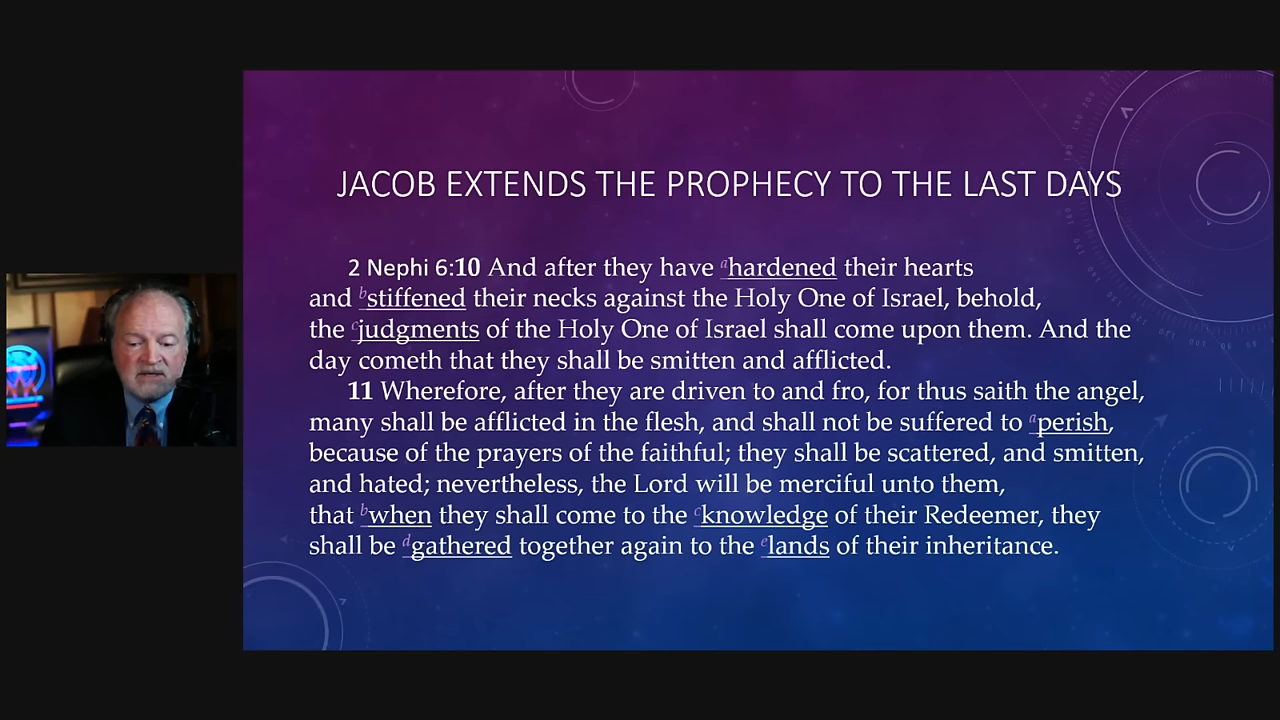 JACOB EXTENDS THE PROPHECY TO THE LAST DAYS
2 Nephi 6:10 And after they have ahardened their hearts
and bstiffened their necks against the Holy One of Israel, behold,
the cjudgments of the Holy One of Israel shall come upon them. And the
day cometh that they shall be smitten and afflicted.
11 Wherefore, after they are driven to and fro, for thus saith the angel,
many shall be afflicted in the flesh, and shall not be suffered to aperish,
because of the prayers of the faithful; they shall be scattered, and smitten,
and hated; nevertheless, the Lord will be merciful unto them,
that bwhen they shall come to the cknowledge of their Redeemer, they
shall be dgathered together again to the elands of their inheritance.